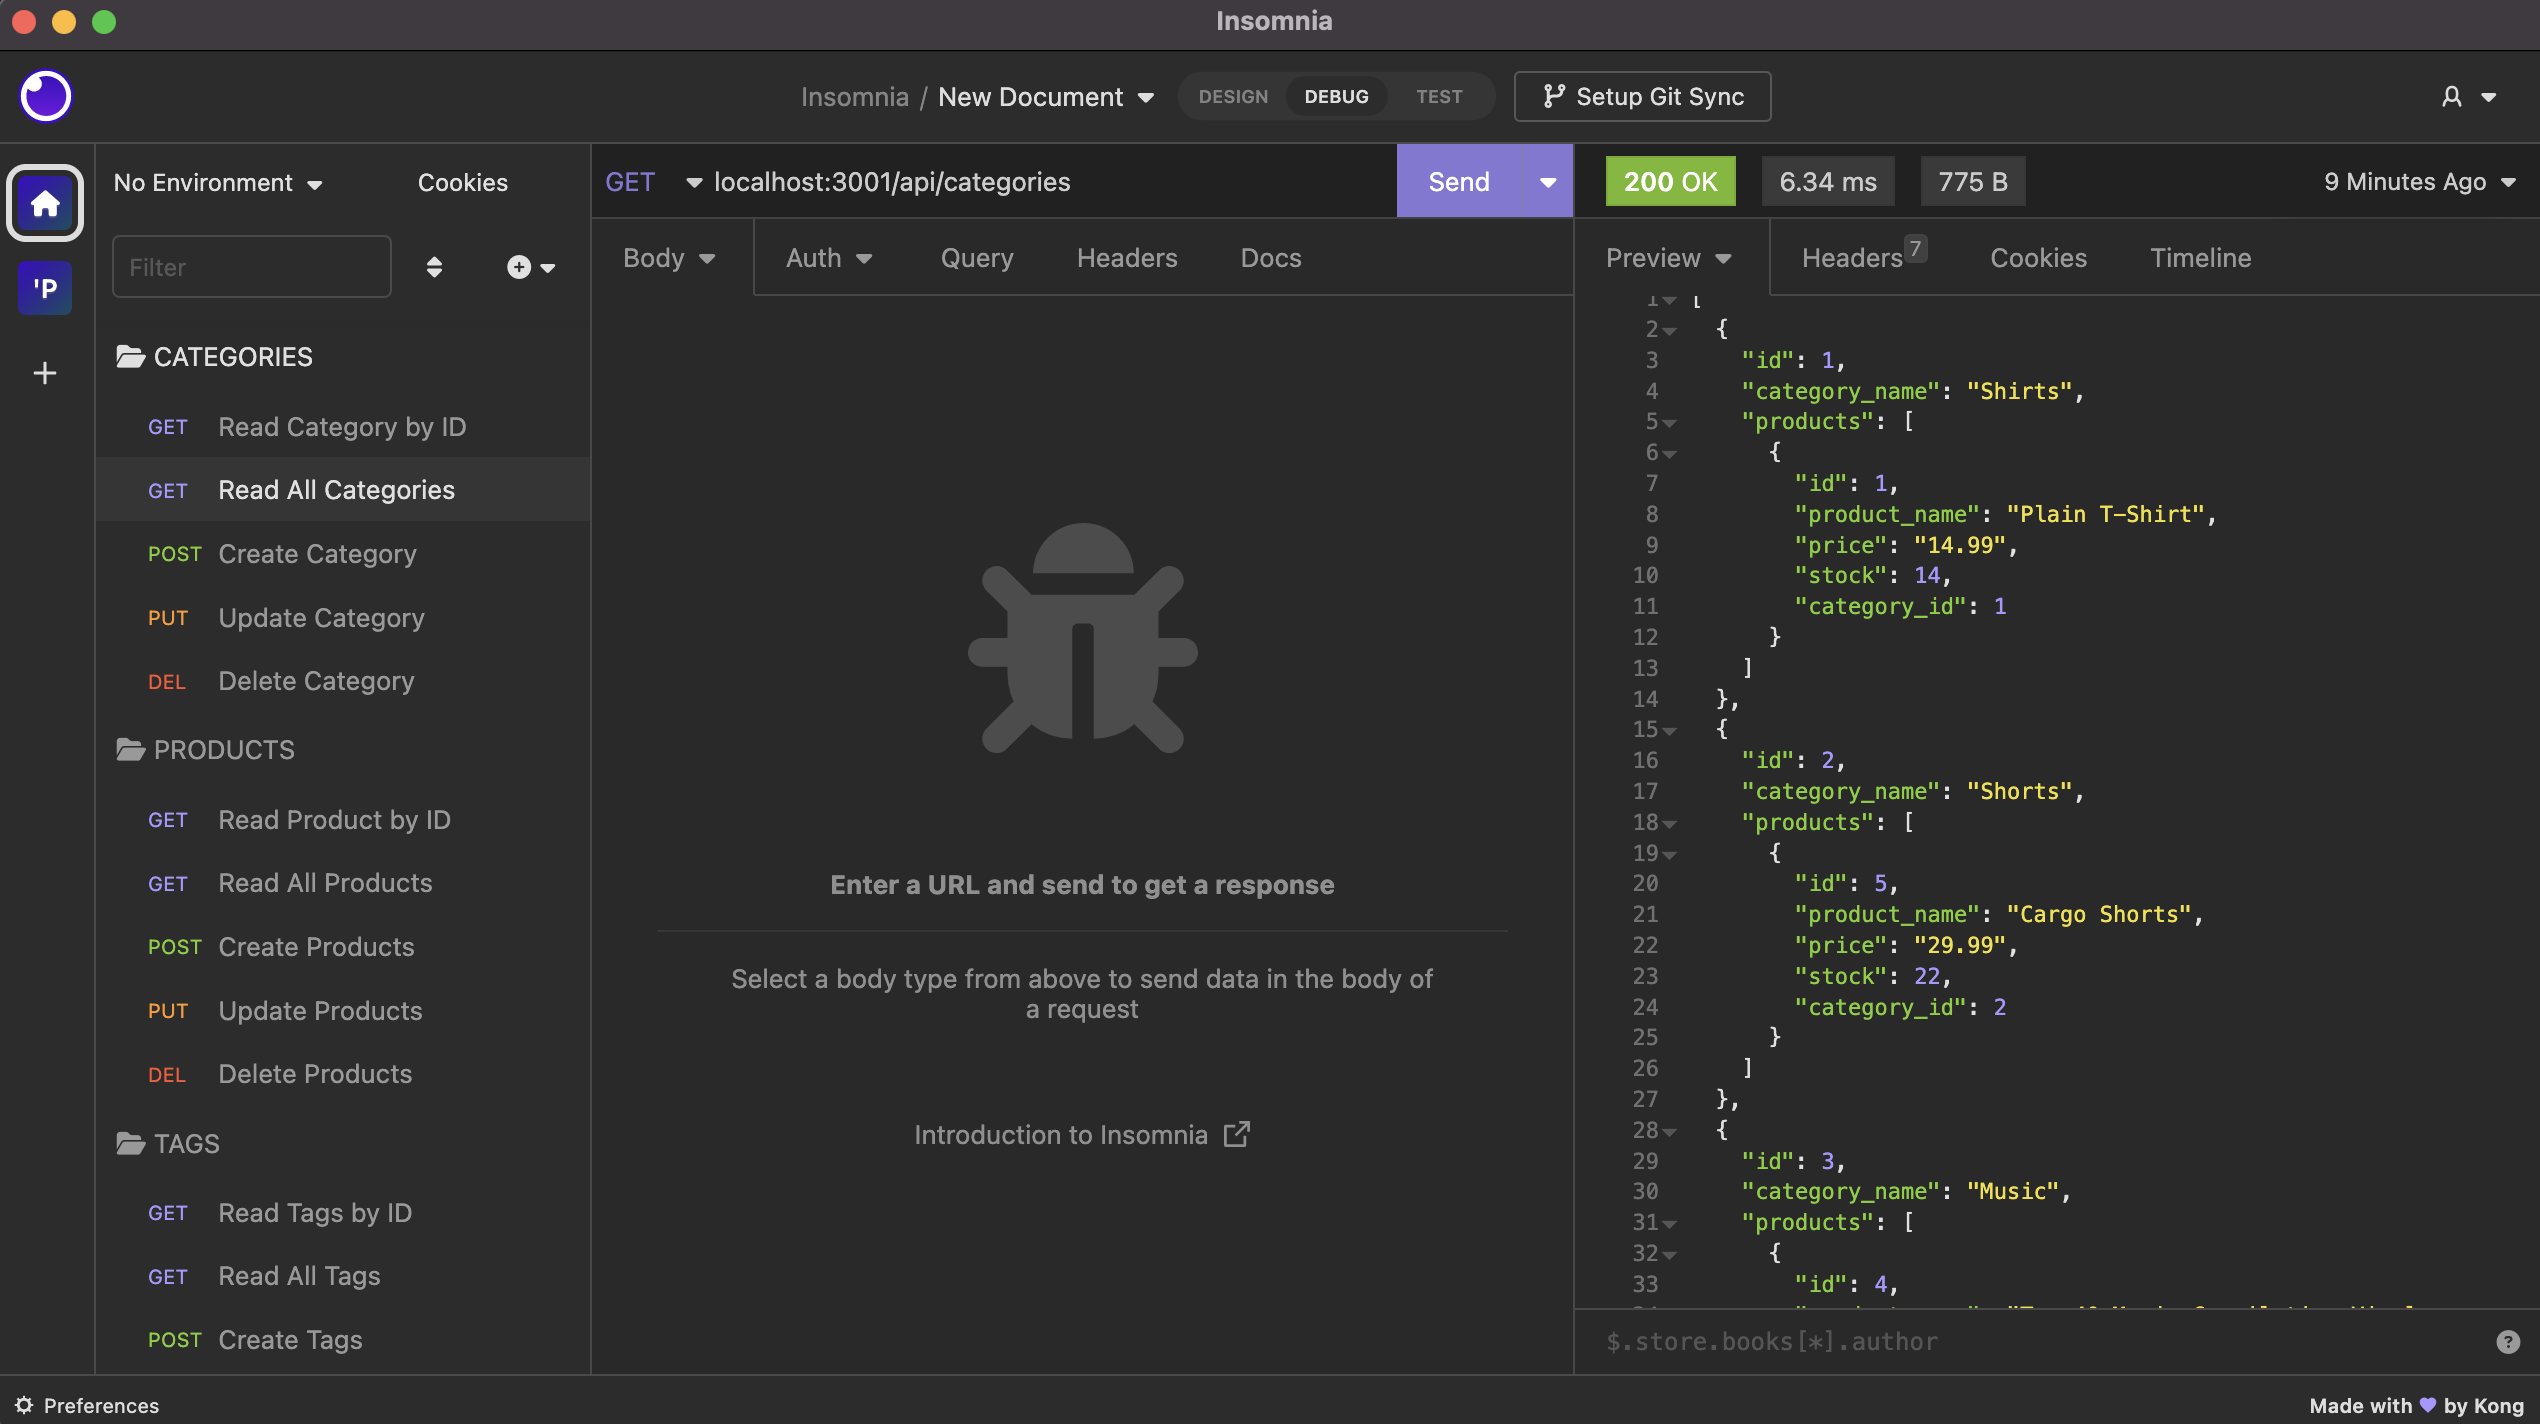 Insomnia
Insomnia / New Document
DESIGN
DEBUG
TEST
Setup Git Sync
'P
No Environment
Cookies
Filter
CATEGORIES
GET Read Category by ID
GET Read All Categories
POST Create Category
PUT Update Category
DEL Delete Category
PRODUCTS
GET Read Product by ID
GET Read All Products
POST Create Products
PUT Update Products
DEL Delete Products
TAGS
GET Read Tags by ID
GET Read All Tags
POST Create Tags
GET localhost:3001/api/categories
Send
Body
Auth
Query
Headers
Docs
Enter a URL and send to get a response
Select a body type from above to send data in the body of
a request
Introduction to Insomnia
200 OK
6.34 ms
775 B
9 Minutes Ago
Preview
Headers 7
Cookies
Timeline
1 [
2 {
3 "id": 1,
4 "category_name": "Shirts",
5 "products": [
6 {
7 "id": 1,
8 "product_name": "Plain T-Shirt",
9 "price": "14.99",
10 "stock": 14,
11 "category_id": 1
12 }
13 ]
14 },
15 {
16 "id": 2,
17 "category_name": "Shorts",
18 "products": [
19 {
20 "id": 5,
21 "product_name": "Cargo Shorts",
22 "price": "29.99",
23 "stock": 22,
24 "category_id": 2
25 }
26 ]
27 },
28 {
29 "id": 3,
30 "category_name": "Music",
31 "products": [
32 {
33 "id": 4,
$.store.books[*].author
?
Preferences
Made with 💜 by Kong